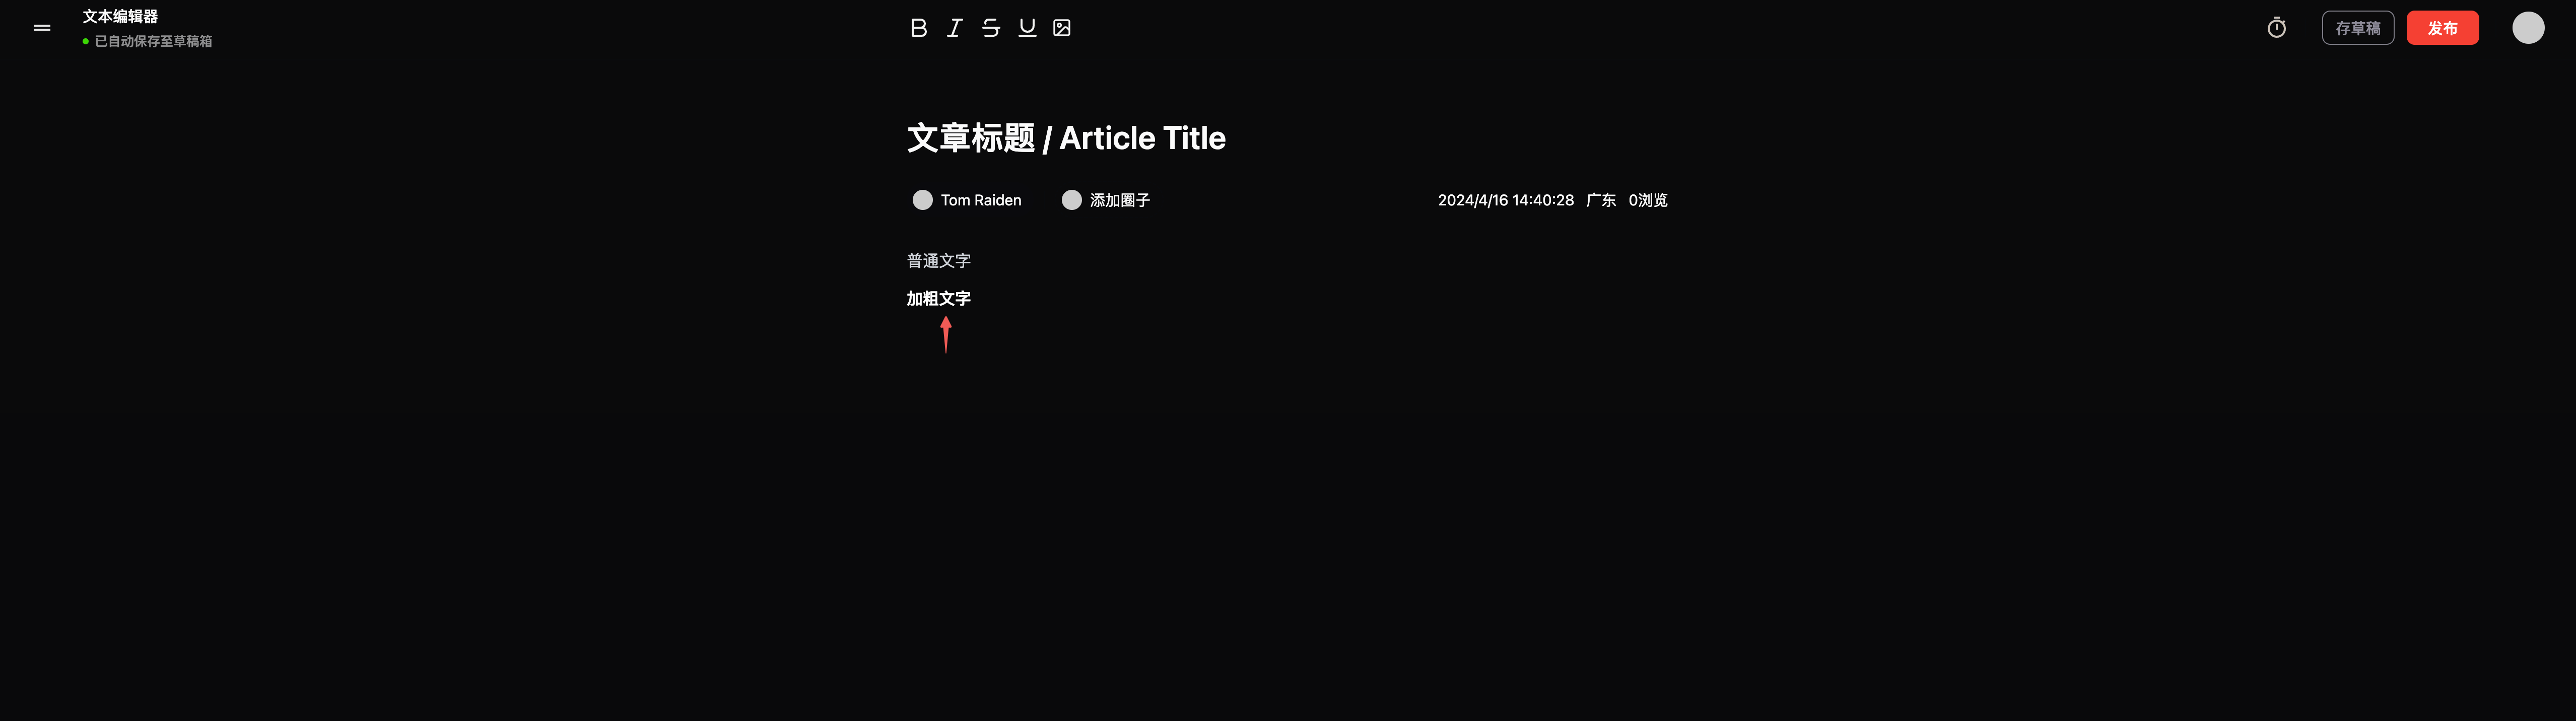 文本编辑器
已自动保存至草稿箱
B I S U
存草稿 发布
文章标题 / Article Title
Tom Raiden 添加圈子 2024/4/16 14:40:28 广东 0浏览
普通文字
加粗文字